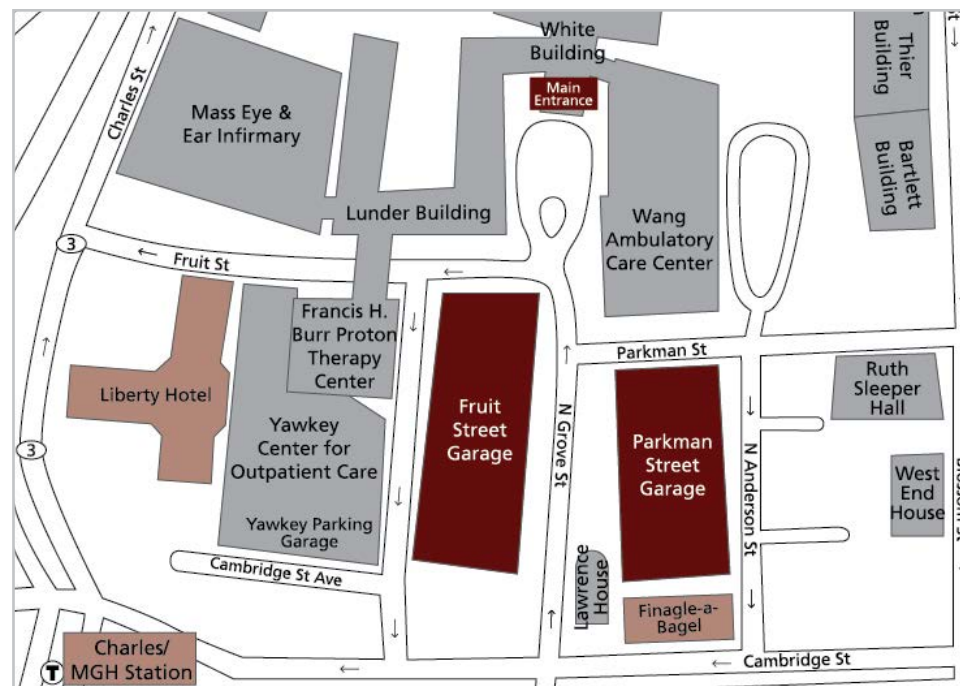 White
Building
Main
Entrance
Thier
Building
Bartlett
Building
Charles St
Mass Eye &
Ear Infirmary
Lunder Building
Wang
Ambulatory
Care Center
3
Fruit St
Francis H.
Burr Proton
Therapy
Center
Parkman St
Liberty Hotel
Ruth
Sleeper
Hall
Yawkey
Center for
Outpatient Care
Fruit
Street
Garage
N Grove St
Parkman
Street
Garage
N Anderson St
3
West
End
House
Yawkey Parking
Garage
Cambridge St Ave
Lawrence
House
Finagle-a-
Bagel
Charles/
MGH Station
T
Cambridge St